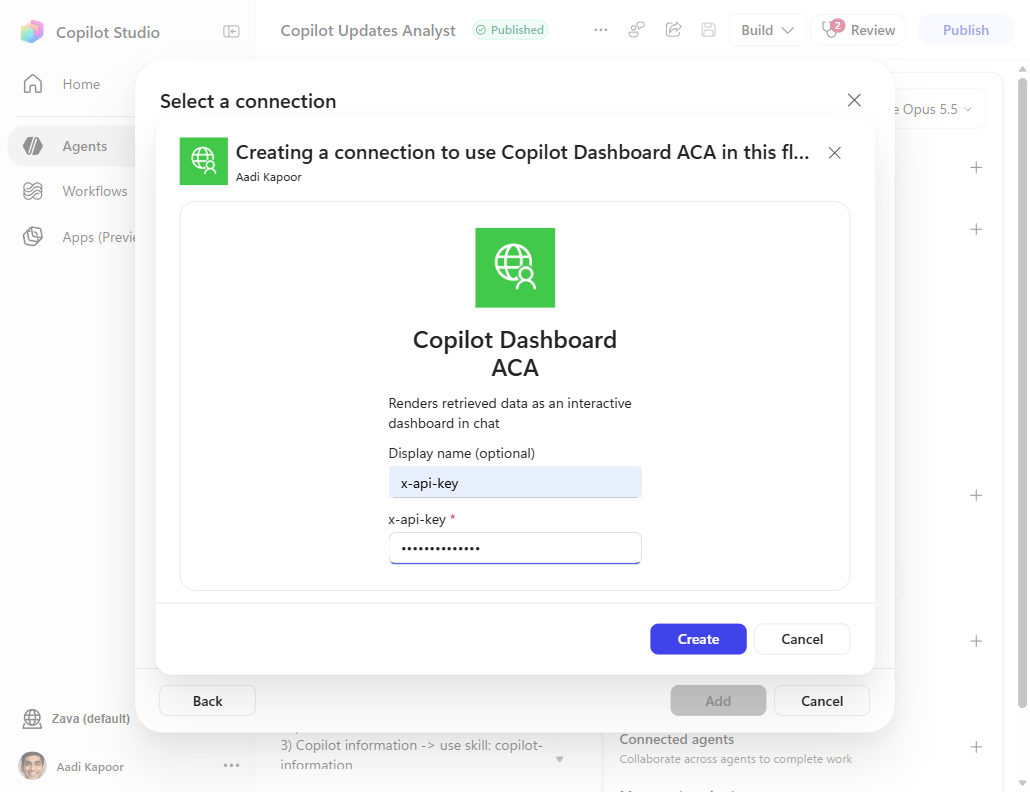 Copilot Studio
Copilot Updates Analyst
Published
Build
2
Review
Publish
Home
Agents
Workflows
Apps (Previe
Select a connection
e Opus 5.5
Creating a connection to use Copilot Dashboard ACA in this fl...
Aadi Kapoor
Copilot Dashboard
ACA
Renders retrieved data as an interactive
dashboard in chat
Display name (optional)
x-api-key
x-api-key *
••••••••••••••
Create
Cancel
Back
Add
Cancel
Zava (default)
Aadi Kapoor
3) Copilot information -> use skill: copilot-
information
Connected agents
Collaborate across agents to complete work